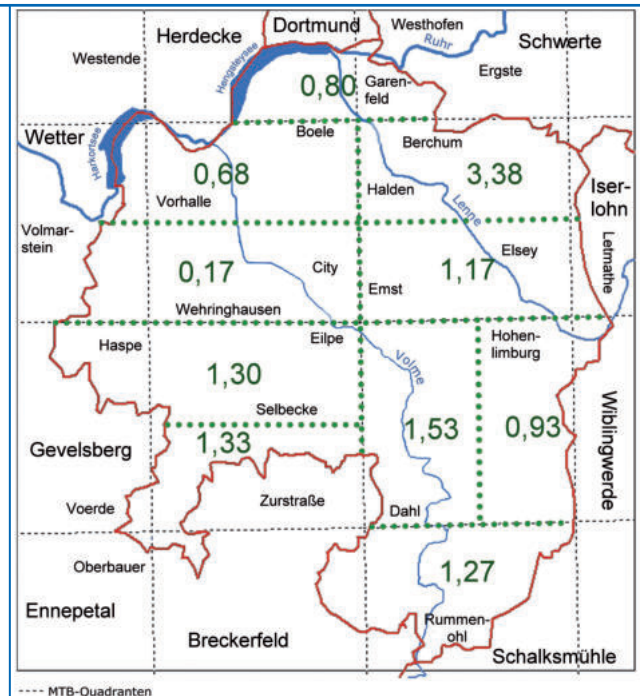 Dortmund
Westhofen
Herdecke
Ruhr
Schwerte
Westende
Hengsteysee
Ergste
0,80
Garen-
feld
Wetter
Boele
Berchum
Harkortsee
0,68
3,38
Iser-
lohn
Vorhalle
Halden
Lenne
Volmar-
stein
Elsey
Letmathe
0,17
City
1,17
Emst
Wehringhausen
Haspe
Eilpe
Hohen-
limburg
Volme
1,30
Selbecke
1,53
0,93
Wiblingwerde
Gevelsberg
1,33
Voerde
Zurstraße
Dahl
Oberbauer
1,27
Ennepetal
Rummen-
ohl
Breckerfeld
Schalksmühle
---- MTB-Quadranten